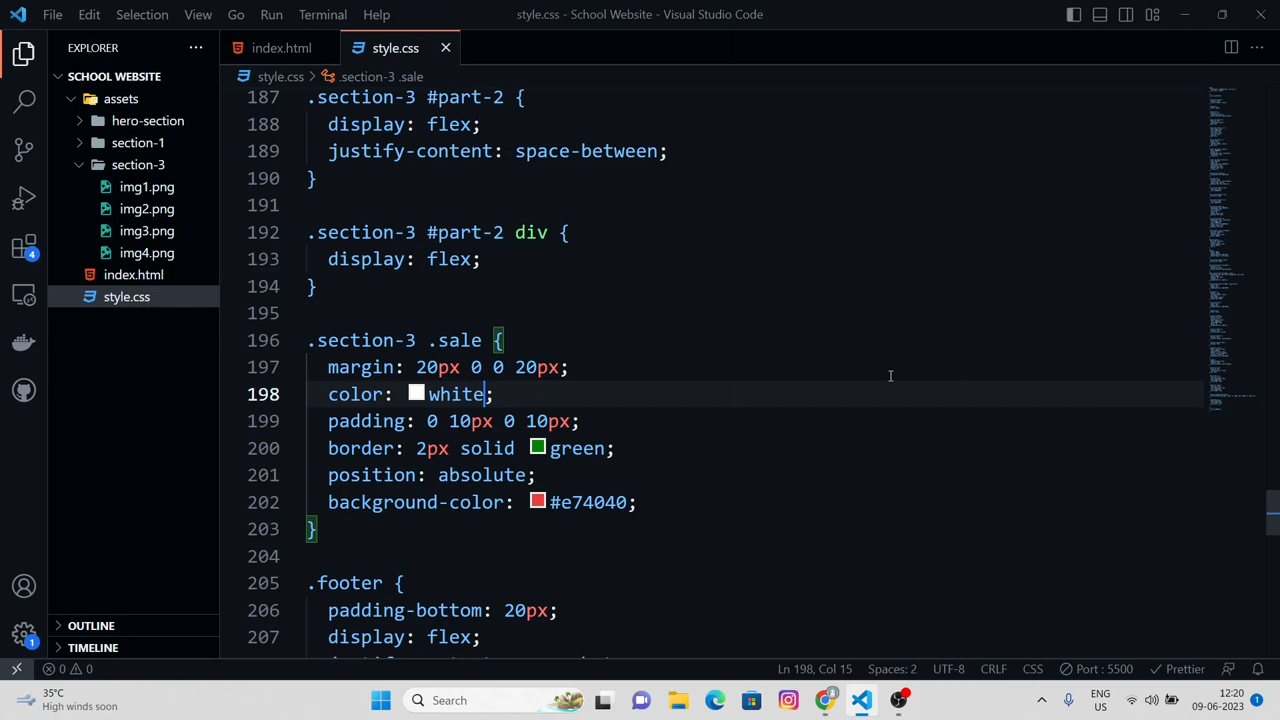 File Edit Selection View Go Run Terminal Help style.css - School Website - Visual Studio Code
EXPLORER
SCHOOL WEBSITE
assets
hero-section
section-1
section-3
img1.png
img2.png
img3.png
img4.png
index.html
style.css
OUTLINE
TIMELINE
4
1
index.html style.css
style.css > .section-3 .sale
187 .section-3 #part-2 {
188 display: flex;
189 justify-content: space-between;
190 }
191
192 .section-3 #part-2 div {
193 display: flex;
194 }
195
196 .section-3 .sale {
197 margin: 20px 0 0 20px;
198 color: white;
199 padding: 0 10px 0 10px;
200 border: 2px solid green;
201 position: absolute;
202 background-color: #e74040;
203 }
204
205 .footer {
206 padding-bottom: 20px;
207 display: flex;
0 0 Ln 198, Col 15 Spaces: 2 UTF-8 CRLF CSS Port : 5500 Prettier
35°C
High winds soon
Search
ENG
US
12:20
09-06-2023
1